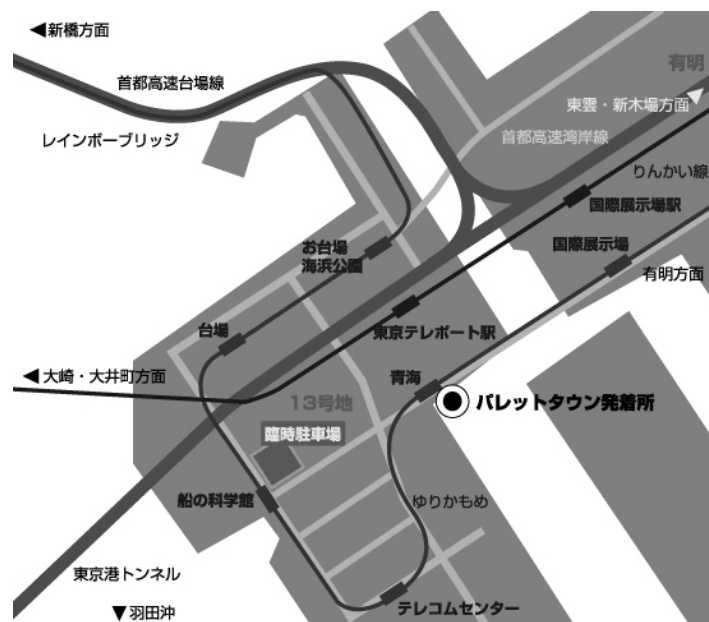 ◀新橋方面
首都高速台場線
有明
東雲・新木場方面
レインボーブリッジ
首都高速湾岸線
りんかい線
国際展示場駅
お台場
海浜公園
国際展示場
有明方面
台場
東京テレポート駅
◀大崎・大井町方面
青海
13号地
パレットタウン発着所
臨時駐車場
船の科学館
ゆりかもめ
東京港トンネル
テレコムセンター
▼羽田沖